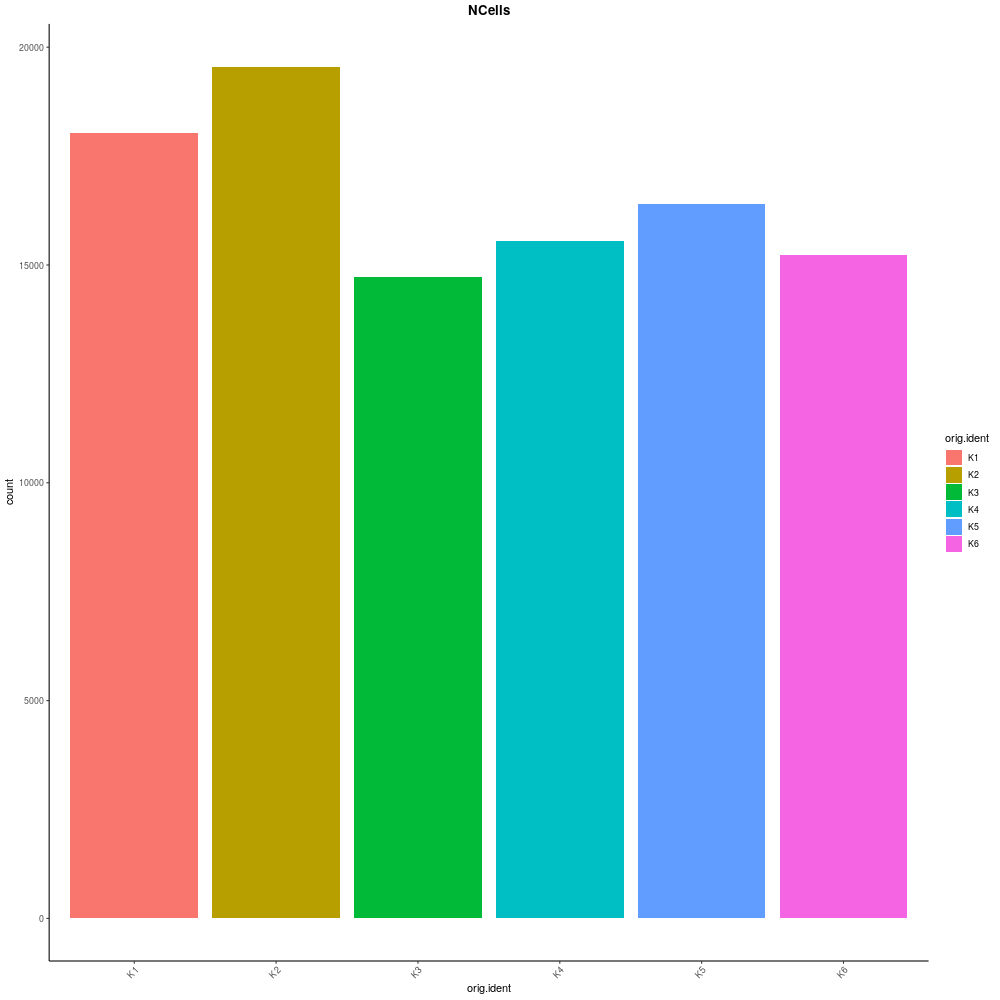 NCells
20000
15000
10000
5000
0
count
K1
K2
K3
K4
K5
K6
orig.ident
orig.ident
K1
K2
K3
K4
K5
K6